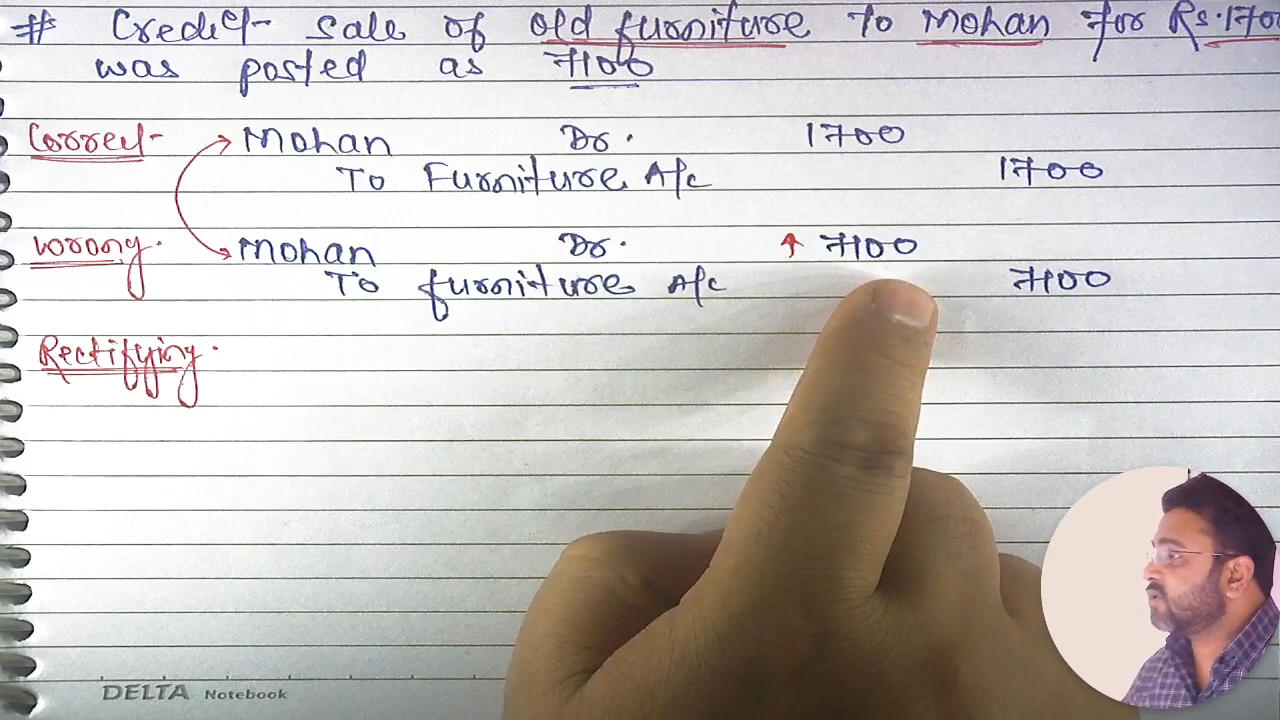 # Credit sale of old furniture to Mohan for Rs. 170
was posted as 7100
Correct Mohan Dr. 1700
To Furniture A/c 1700
Wrong. Mohan Dr. ↑ 7100
To furniture A/c 7100
Rectifying.
DELTA Notebook